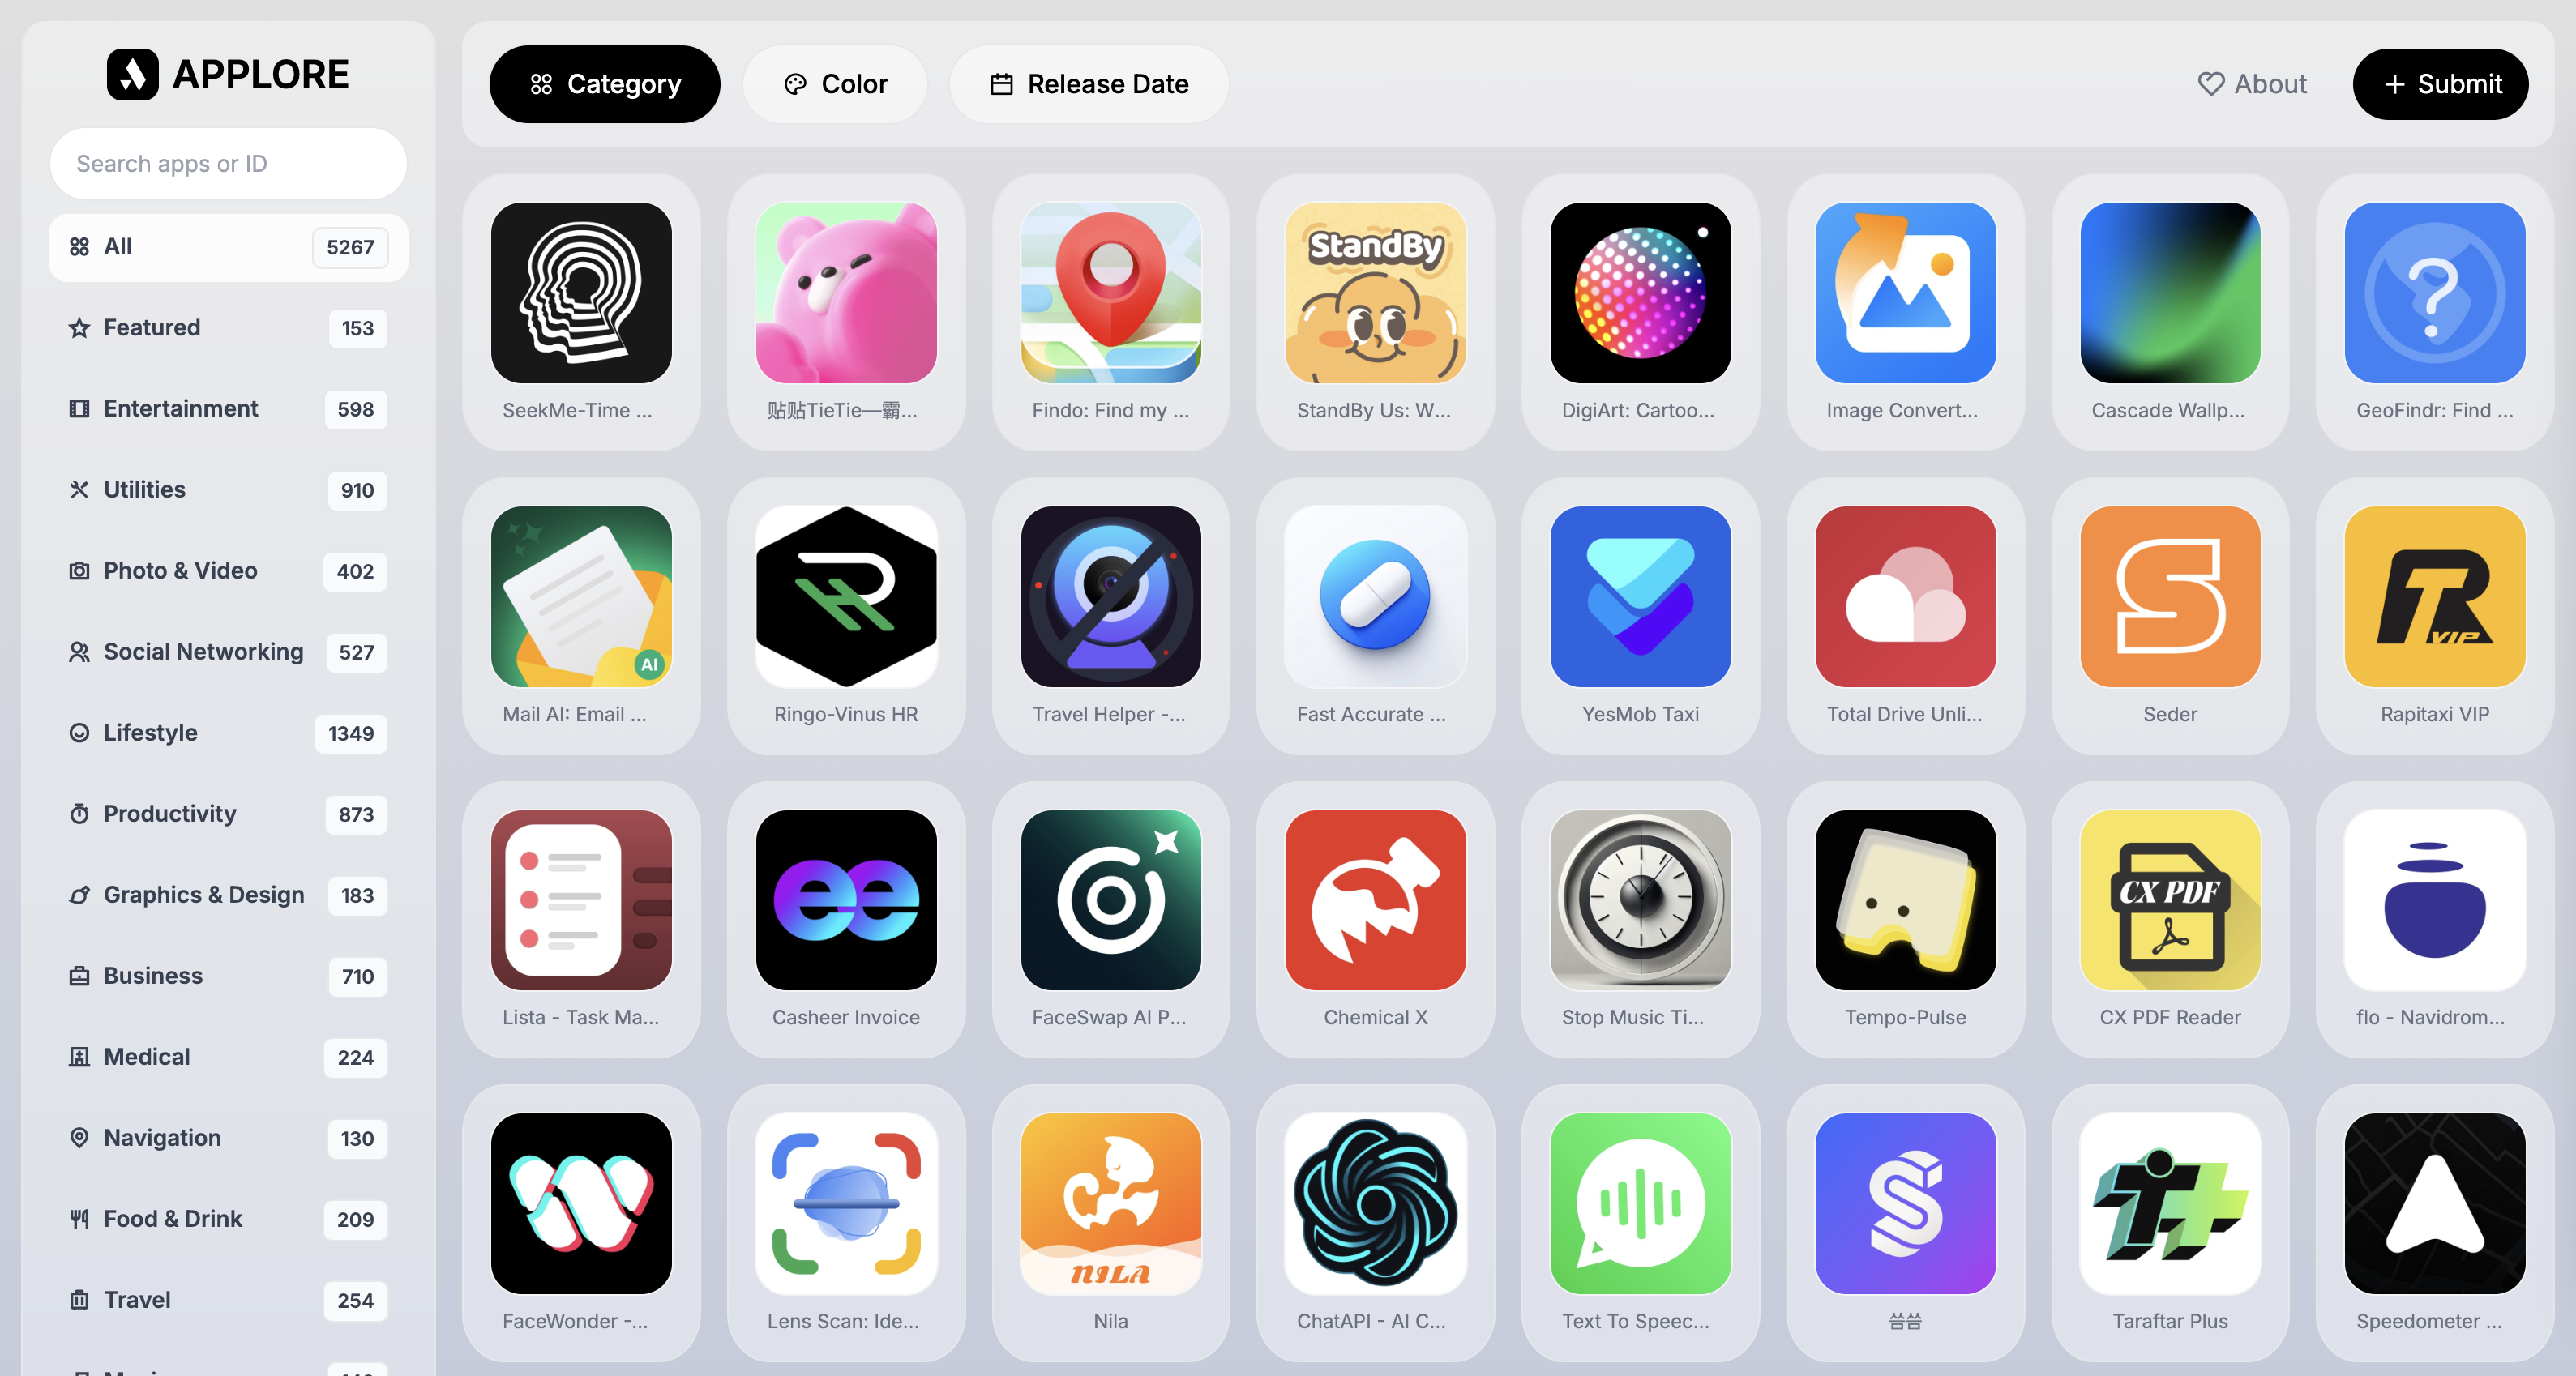 APPLORE
Search apps or ID
All 5267
Featured 153
Entertainment 598
Utilities 910
Photo & Video 402
Social Networking 527
Lifestyle 1349
Productivity 873
Graphics & Design 183
Business 710
Medical 224
Navigation 130
Food & Drink 209
Travel 254
Category Color Release Date About + Submit
StandBy
SeekMe-Time ... 贴贴TieTie—霸... Findo: Find my ... StandBy Us: W... DigiArt: Cartoo... Image Convert... Cascade Wallp... GeoFindr: Find ...
AI
TR VIP
Mail AI: Email ... Ringo-Vinus HR Travel Helper -... Fast Accurate ... YesMob Taxi Total Drive Unli... Seder Rapitaxi VIP
ee
CX PDF
Lista - Task Ma... Casheer Invoice FaceSwap AI P... Chemical X Stop Music Ti... Tempo-Pulse CX PDF Reader flo - Navidrom...
NILA
FaceWonder -... Lens Scan: Ide... Nila ChatAPI - AI C... Text To Speec... 씀씀 Taraftar Plus Speedometer ...